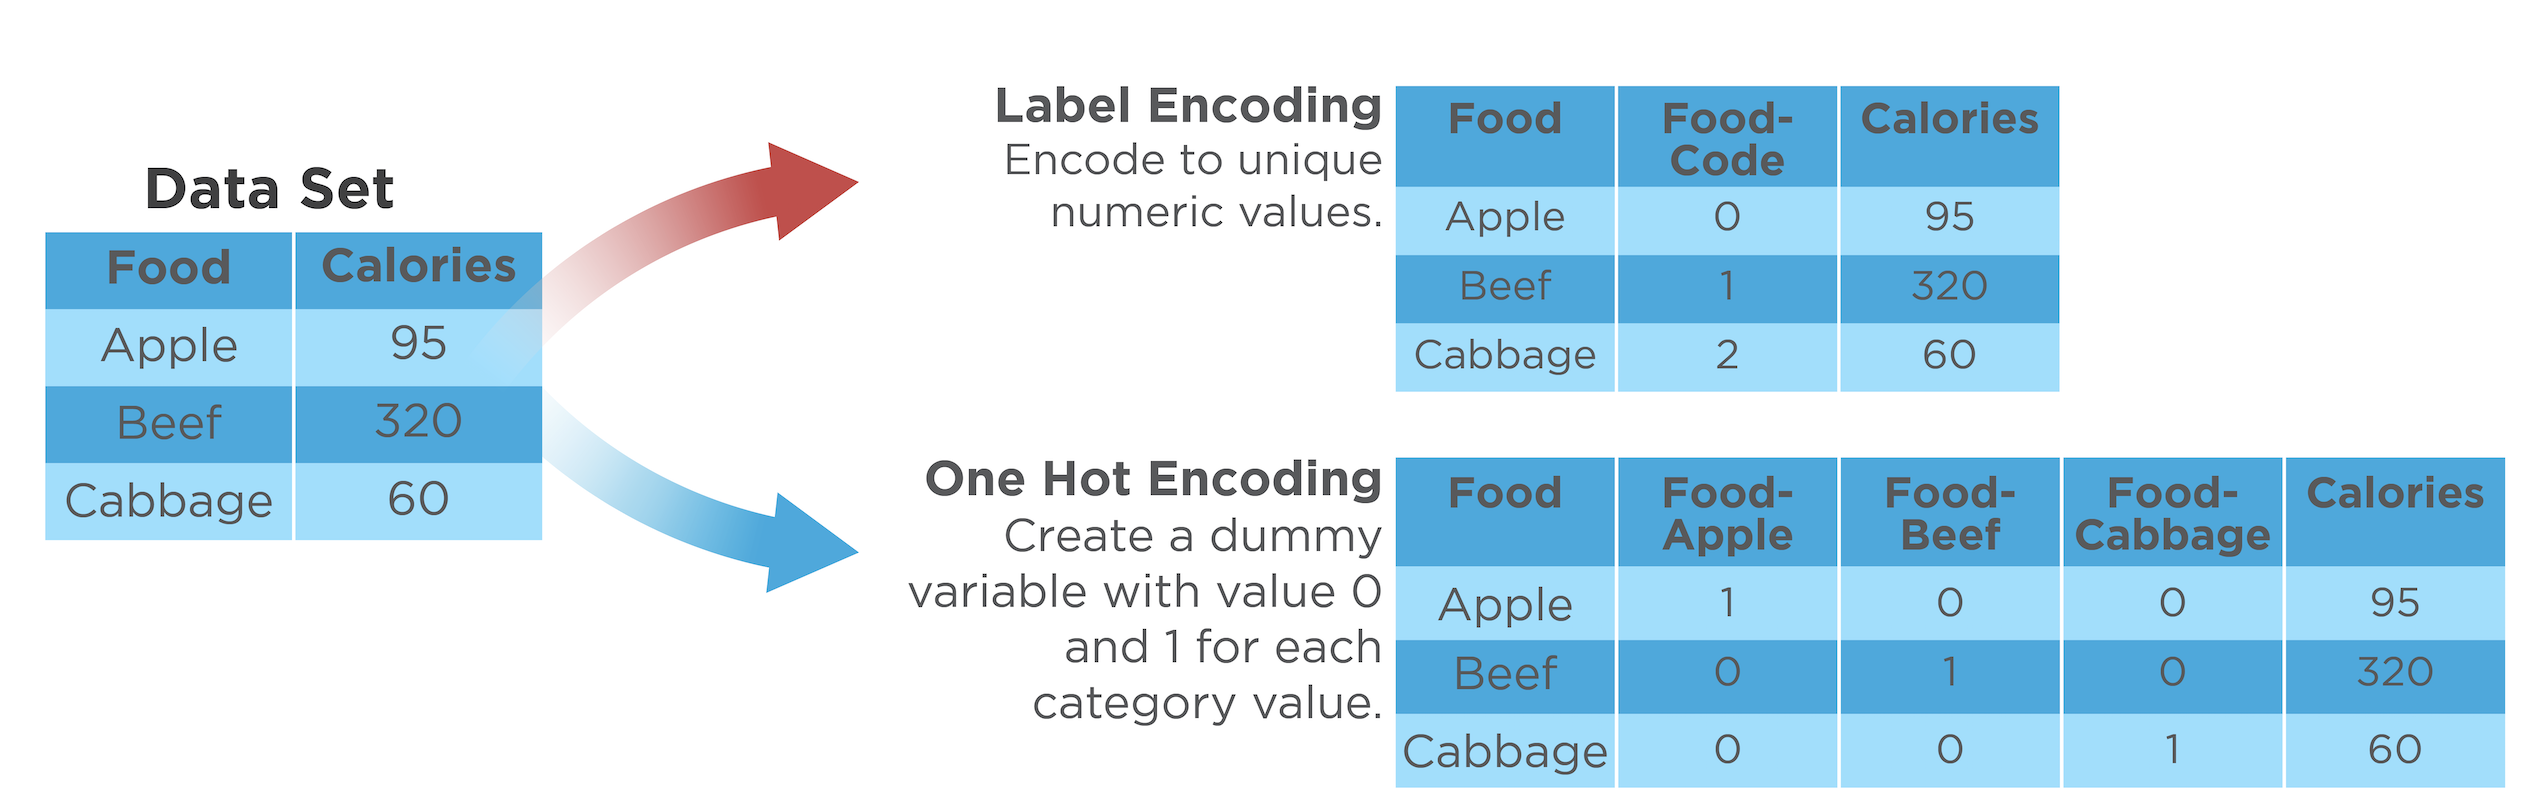 Data Set
Food Calories
Apple 95
Beef 320
Cabbage 60
Label Encoding
Encode to unique
numeric values.
Food Food- Calories
Code
Apple 0 95
Beef 1 320
Cabbage 2 60
One Hot Encoding
Create a dummy
variable with value 0
and 1 for each
category value.
Food Food- Food- Food- Calories
Apple Beef Cabbage
Apple 1 0 0 95
Beef 0 1 0 320
Cabbage 0 0 1 60